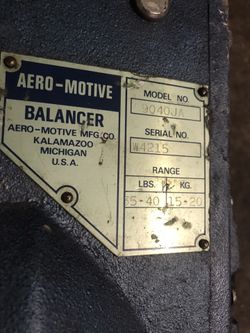 AERO-MOTIVE
BALANCER
AERO-MOTIVE MFG. CO.
KALAMAZOO
MICHIGAN
U.S.A.
MODEL NO.
9040JA
SERIAL NO.
W4215
RANGE
LBS. KG.
35-40 15-20